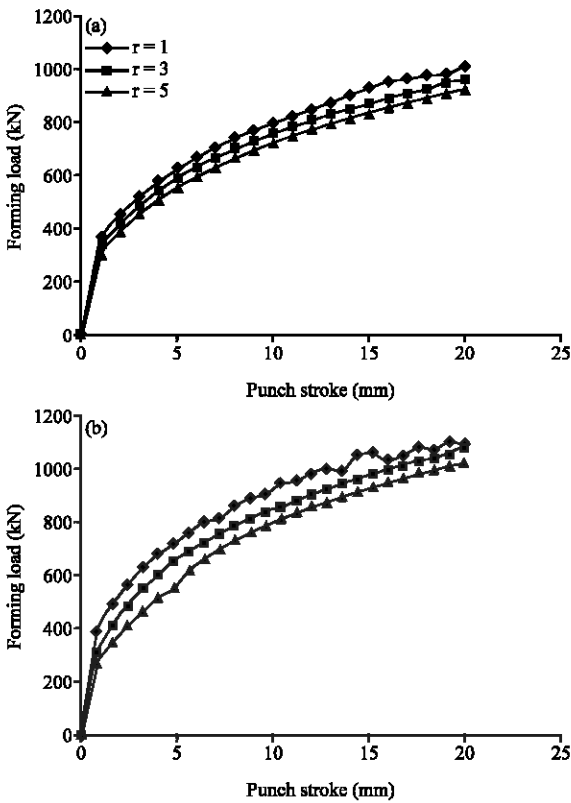 (a)
r = 1
r = 3
r = 5
1200
1000
800
600
400
200
0
Forming load (kN)
0 5 10 15 20 25
Punch stroke (mm)
(b)
1200
1000
800
600
400
200
0
Forming load (kN)
0 5 10 15 20 25
Punch stroke (mm)